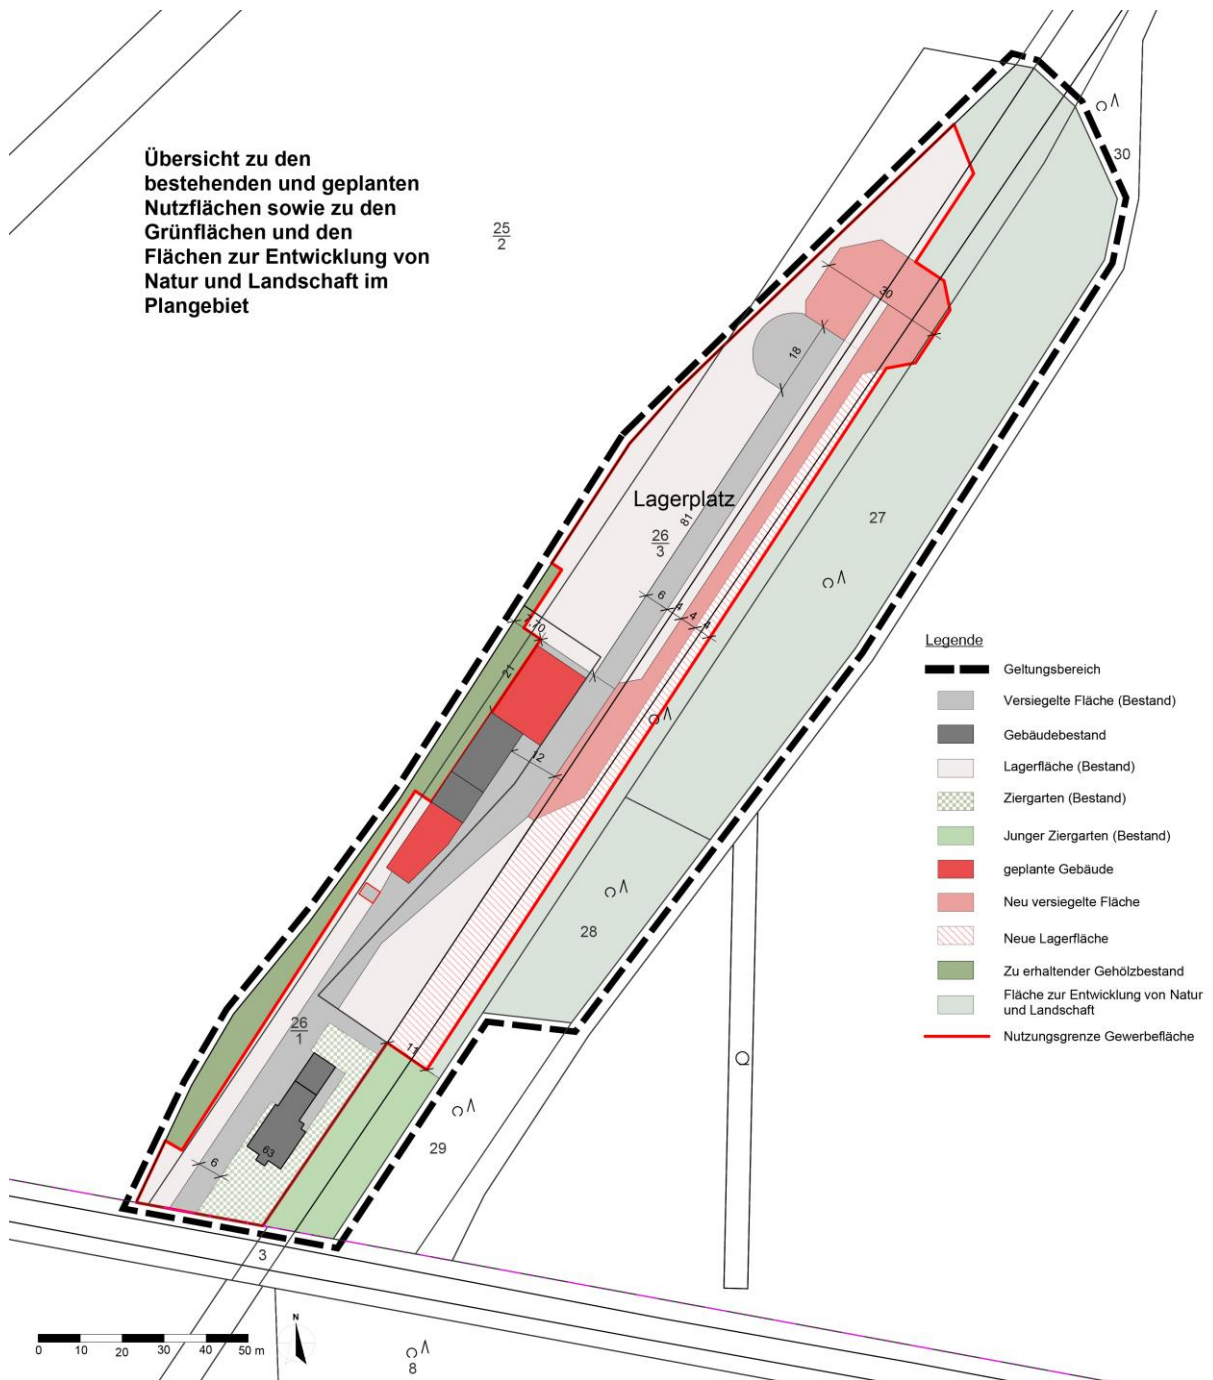 Übersicht zu den
bestehenden und geplanten
Nutzflächen sowie zu den
Grünflächen und den
Flächen zur Entwicklung von
Natur und Landschaft im
Plangebiet
25
2
30
30
18
Lagerplatz
81
26
3
27
6
4
4
4
7.70
21
12
28
26
1
11
63
6
29
3
8
Legende
Geltungsbereich
Versiegelte Fläche (Bestand)
Gebäudebestand
Lagerfläche (Bestand)
Ziergarten (Bestand)
Junger Ziergarten (Bestand)
geplante Gebäude
Neu versiegelte Fläche
Neue Lagerfläche
Zu erhaltender Gehölzbestand
Fläche zur Entwicklung von Natur
und Landschaft
Nutzungsgrenze Gewerbefläche
0 10 20 30 40 50 m
N